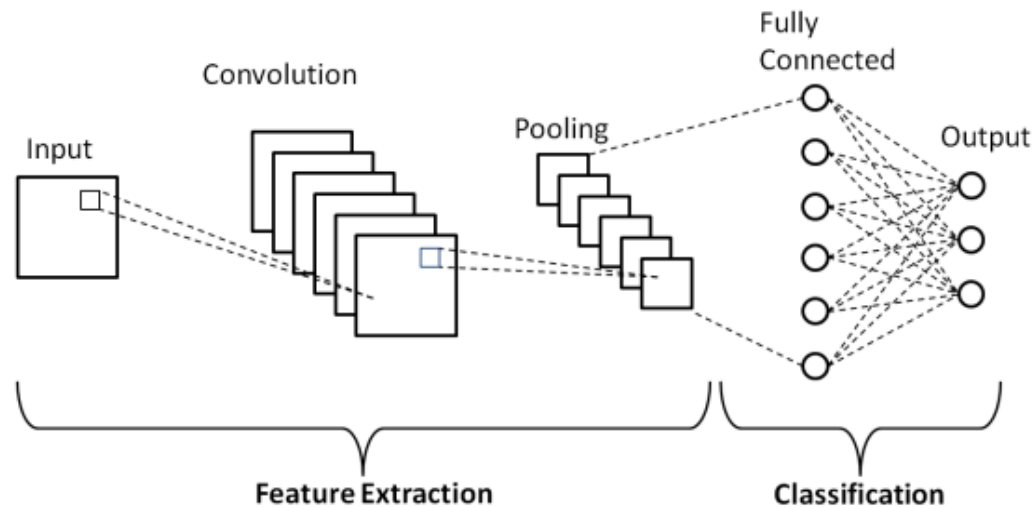 Input
Convolution
Pooling
Fully
Connected
Output
Feature Extraction
Classification